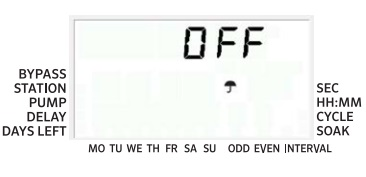 OFF
BYPASS
STATION
PUMP
DELAY
DAYS LEFT
SEC
HH:MM
CYCLE
SOAK
MO TU WE TH FR SA SU ODD EVEN INTERVAL